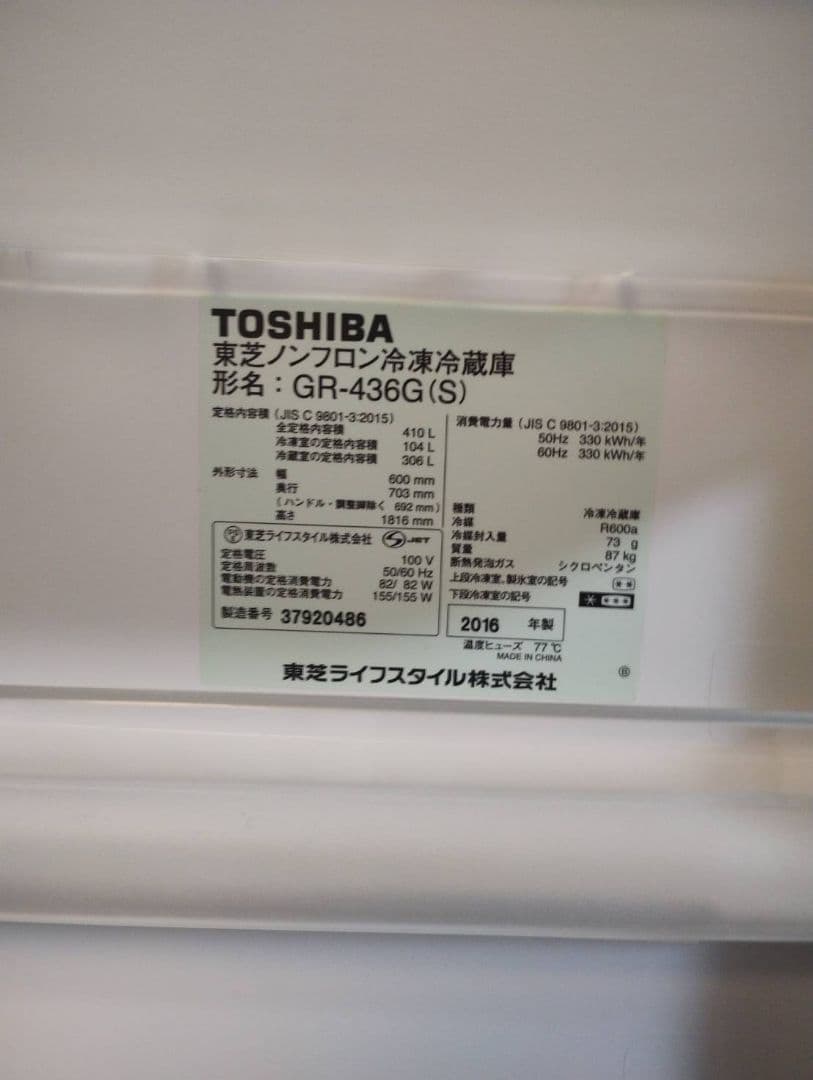 TOSHIBA
東芝ノンフロン冷凍冷蔵庫
形名：GR-436G(S)
定格内容積（JIS C 9801-3:2015）
全定格内容積 410 L
冷凍室の定格内容積 104 L
冷蔵室の定格内容積 306 L
外形寸法 幅 600 mm
奥行 703 mm
（ハンドル・調整脚除く 692 mm）
高さ 1816 mm
東芝ライフスタイル株式会社 S JET
定格電圧 100 V
定格周波数 50/60 Hz
電動機の定格消費電力 82/ 82 W
電熱装置の定格消費電力 155/155 W
製造番号 37920486
消費電力量（JIS C 9801-3:2015）
50Hz 330 kWh/年
60Hz 330 kWh/年
種類 冷凍冷蔵庫
冷媒 R600a
冷媒封入量 73 g
質量 87 kg
断熱発泡ガス シクロペンタン
上段冷凍室、製氷室の記号 **
下段冷凍室の記号 * ***
2016 年製
温度ヒューズ 77℃
MADE IN CHINA
東芝ライフスタイル株式会社 Ⓑ